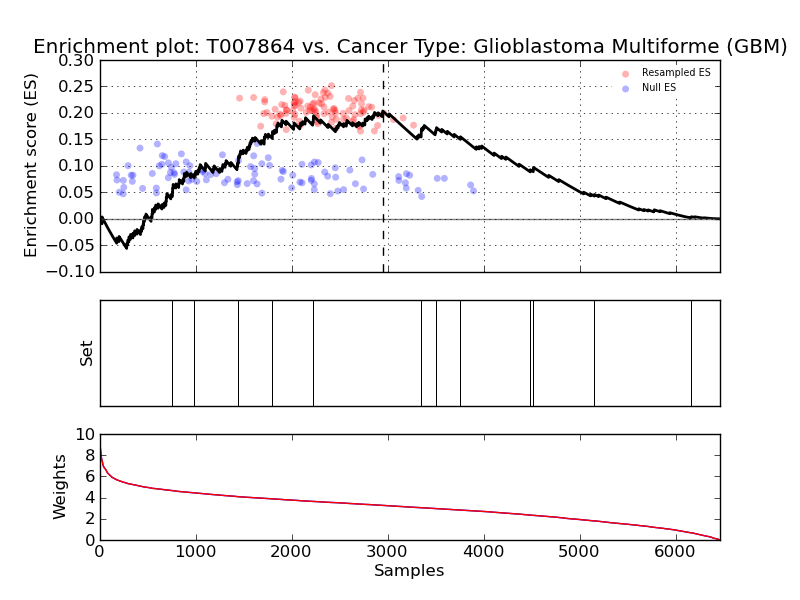 Enrichment plot: T007864 vs. Cancer Type: Glioblastoma Multiforme (GBM)
Enrichment score (ES)
0.30
0.25
0.20
0.15
0.10
0.05
0.00
−0.05
−0.10
Resampled ES
Null ES
Set
Weights
10
8
6
4
2
0
0 1000 2000 3000 4000 5000 6000
Samples